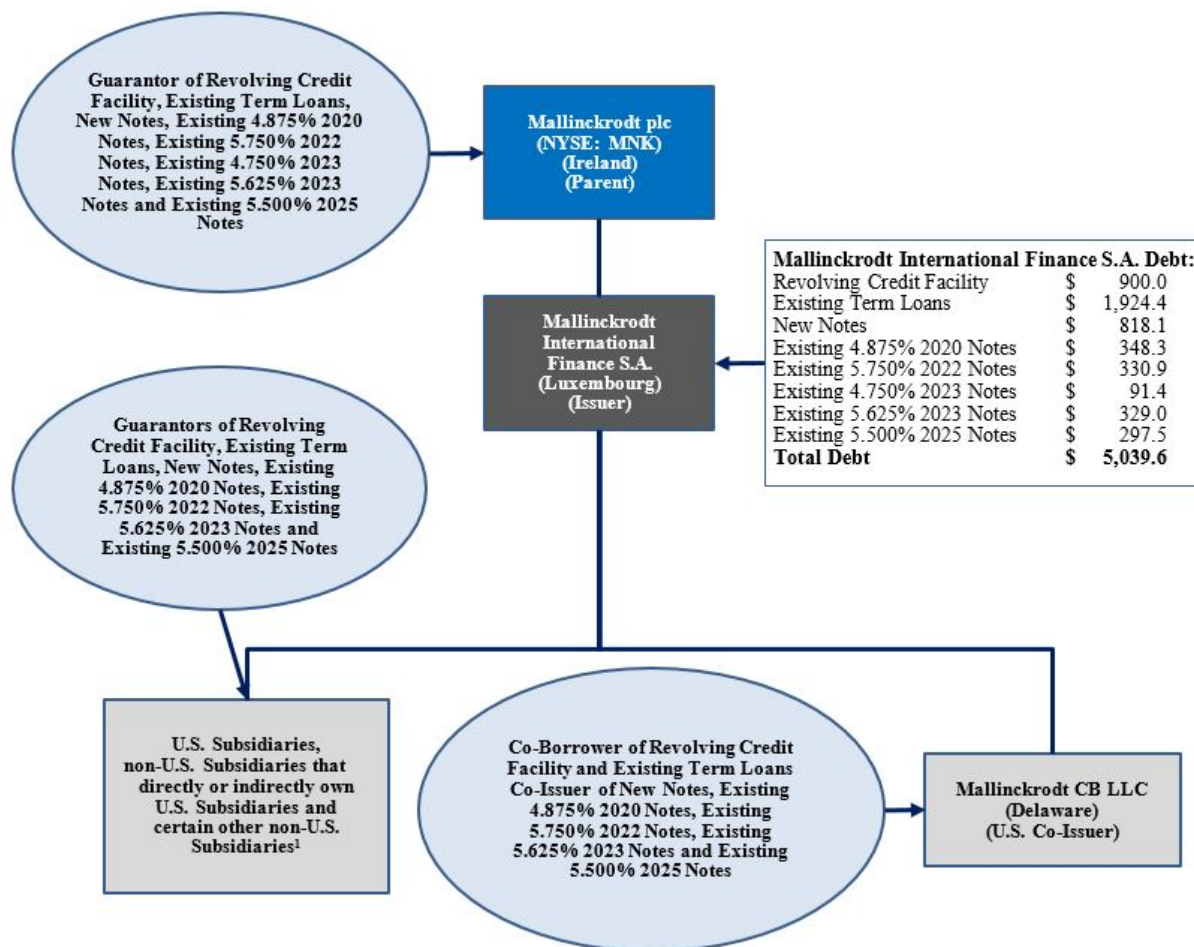 Guarantor of Revolving Credit
Facility, Existing Term Loans,
New Notes, Existing 4.875% 2020
Notes, Existing 5.750% 2022
Notes, Existing 4.750% 2023
Notes, Existing 5.625% 2023
Notes and Existing 5.500% 2025
Notes
Mallinckrodt plc
(NYSE: MNK)
(Ireland)
(Parent)
Mallinckrodt International Finance S.A. Debt:
Revolving Credit Facility $ 900.0
Existing Term Loans $ 1,924.4
New Notes $ 818.1
Existing 4.875% 2020 Notes $ 348.3
Existing 5.750% 2022 Notes $ 330.9
Existing 4.750% 2023 Notes $ 91.4
Existing 5.625% 2023 Notes $ 329.0
Existing 5.500% 2025 Notes $ 297.5
Total Debt $ 5,039.6
Mallinckrodt
International
Finance S.A.
(Luxembourg)
(Issuer)
Guarantors of Revolving
Credit Facility, Existing Term
Loans, New Notes, Existing
4.875% 2020 Notes, Existing
5.750% 2022 Notes, Existing
5.625% 2023 Notes and
Existing 5.500% 2025 Notes
U.S. Subsidiaries,
non-U.S. Subsidiaries that
directly or indirectly own
U.S. Subsidiaries and
certain other non-U.S.
Subsidiaries¹
Co-Borrower of Revolving Credit
Facility and Existing Term Loans
Co-Issuer of New Notes, Existing
4.875% 2020 Notes, Existing
5.750% 2022 Notes, Existing
5.625% 2023 Notes and Existing
5.500% 2025 Notes
Mallinckrodt CB LLC
(Delaware)
(U.S. Co-Issuer)